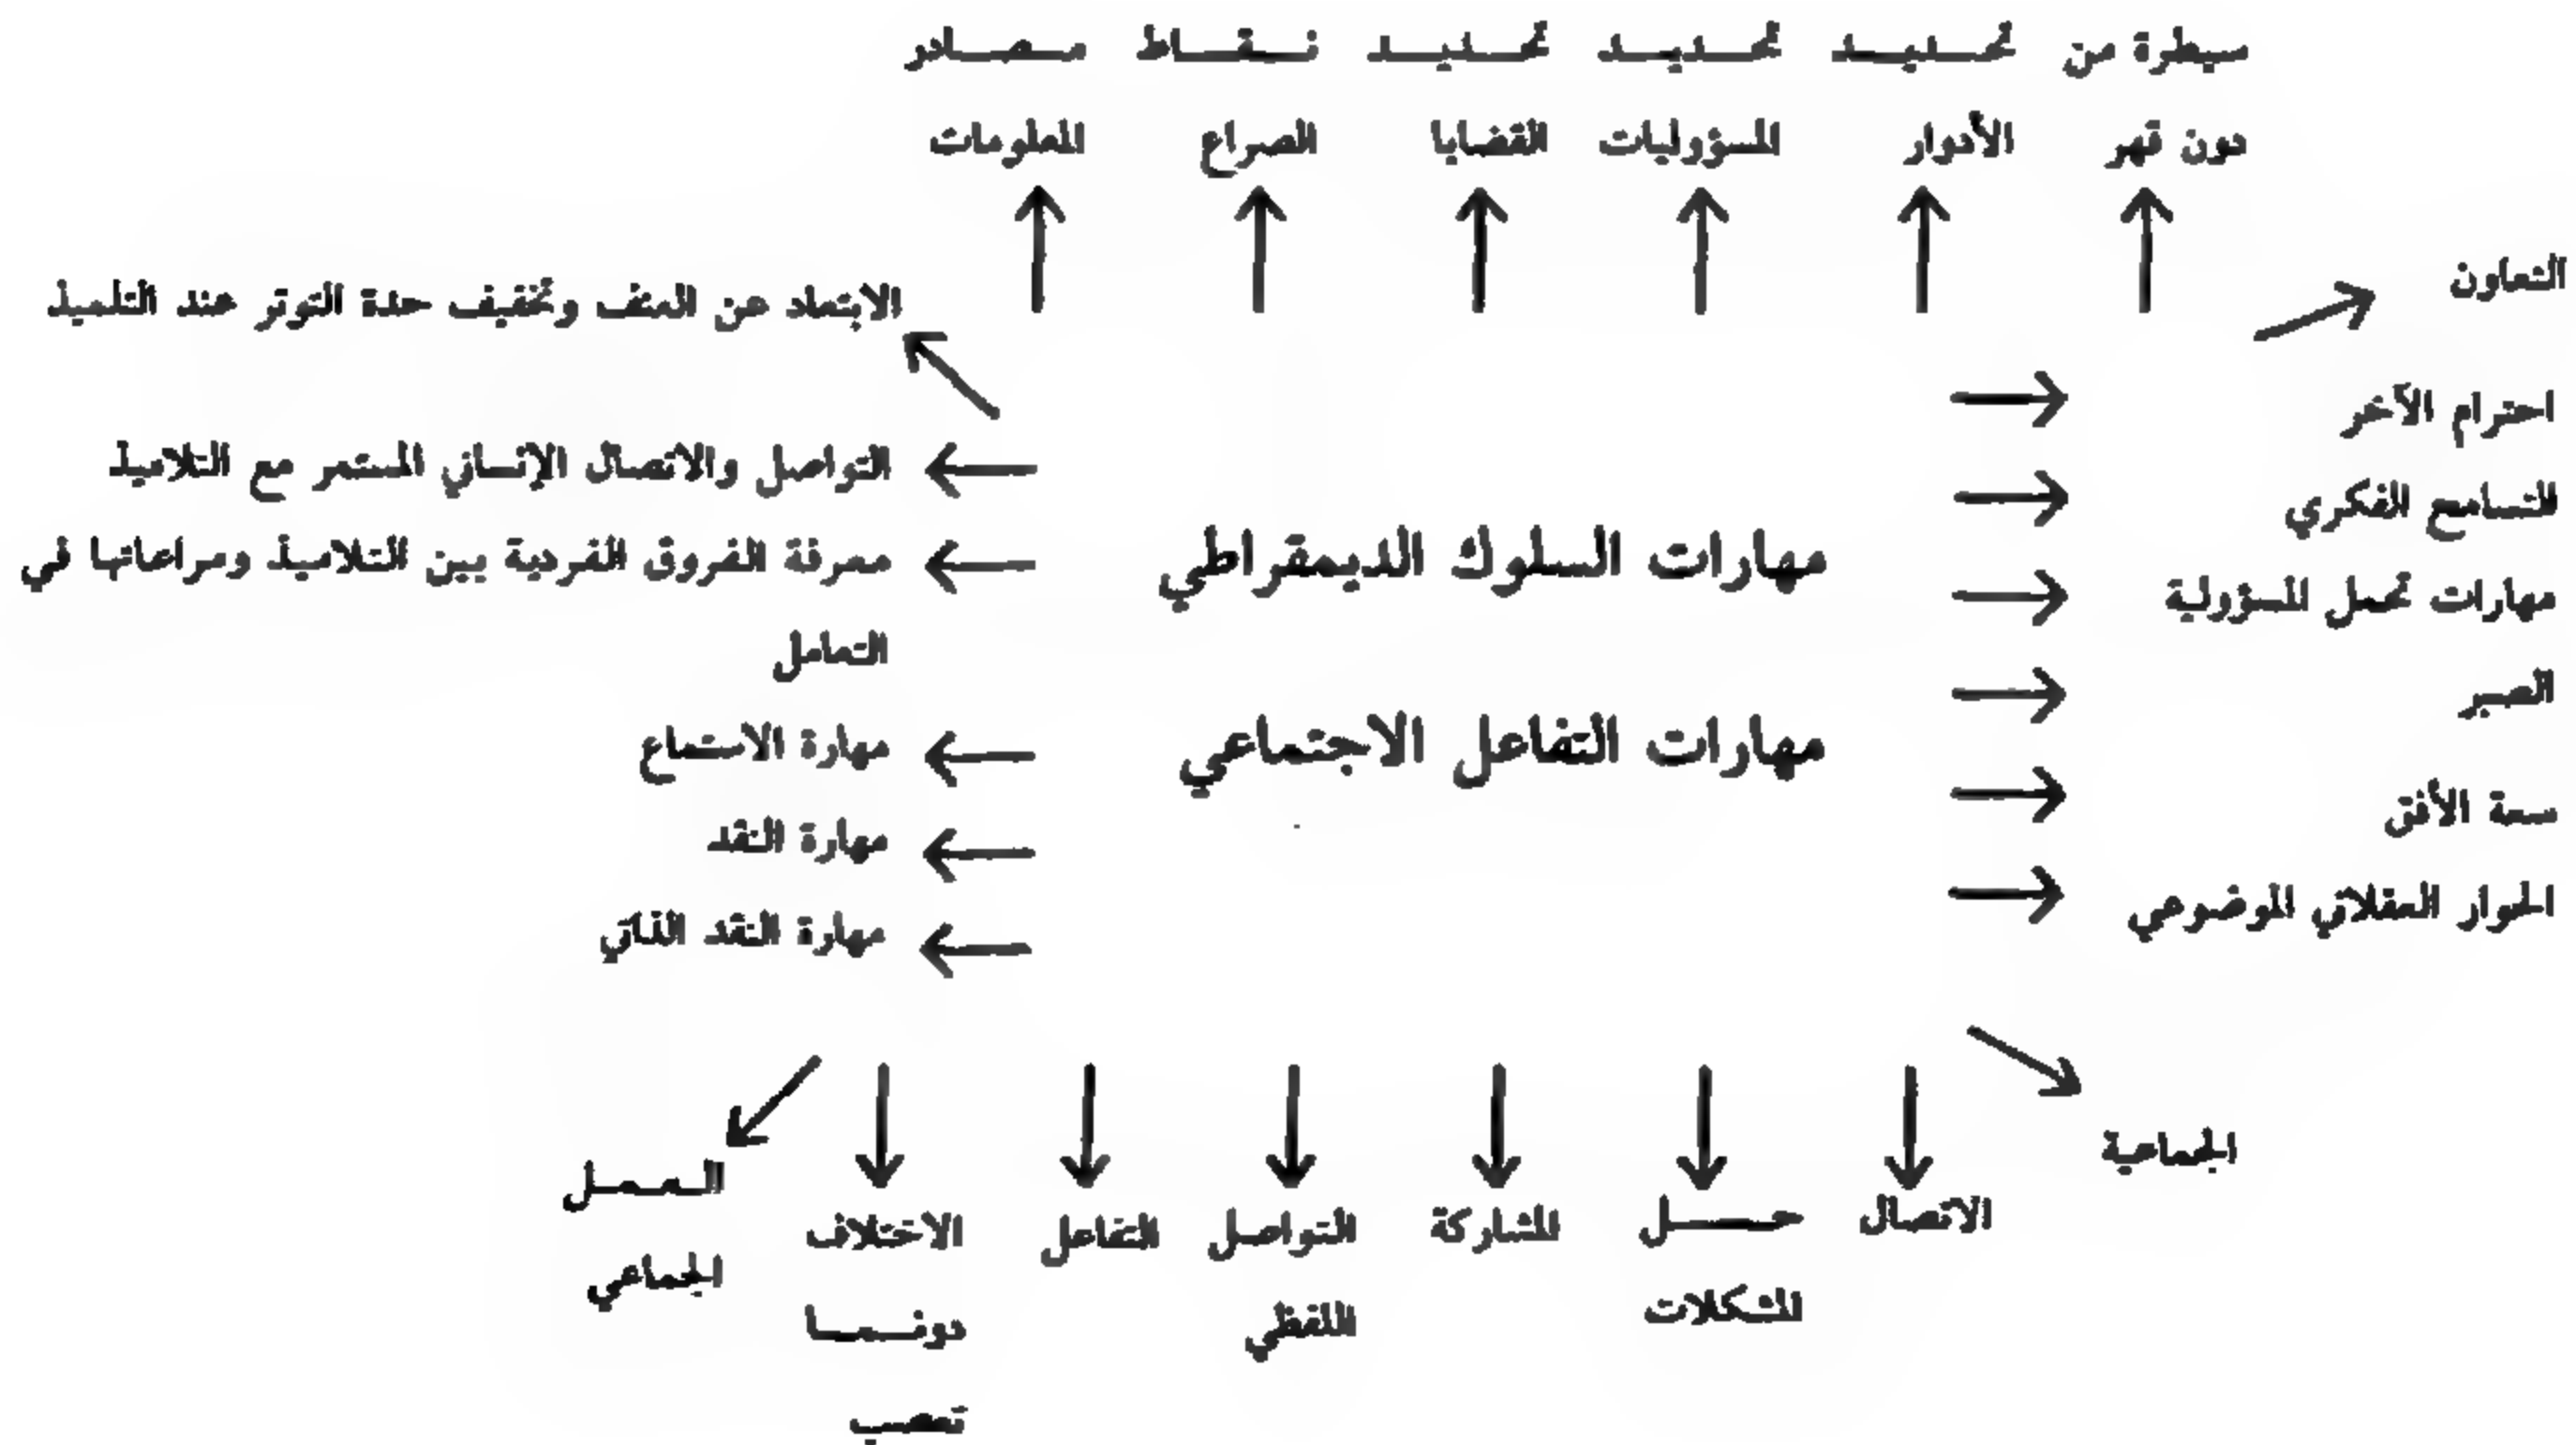 سيطرة من تحديد تحديد تحديد نقاط مصادر
دون قهر الأدوار المسؤوليات القضايا الصراع المعلومات
التعاون
الابتعاد عن العنف وتخفيف حدة التوتر عند التلميذ
احترام الآخر
التواصل والاتصال الإنساني المستمر مع التلاميذ
التسامح الفكري
مهارات السلوك الديمقراطي
معرفة الفروق الفردية بين التلاميذ ومراعاتها في
التعامل
مهارات تحمل المسؤولية
الصبر
مهارات التفاعل الاجتماعي
مهارة الاستماع
سعة الأفق
مهارة النقد
الحوار العقلاني الموضوعي
مهارة النقد الذاتي
الجماعية
الاتصال حل المشاركة التواصل التفاعل الاختلاف العمل
المشكلات اللفظي دونما الجماعي
تعصب